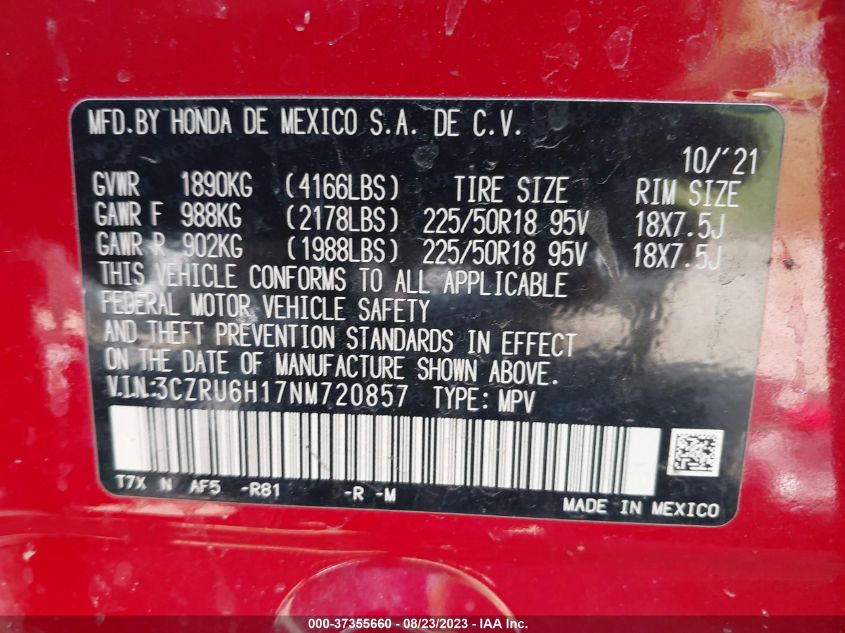 MFD.BY HONDA DE MEXICO S.A. DE C.V.
10/'21
GVWR 1890KG (4166LBS) TIRE SIZE RIM SIZE
GAWR F 988KG (2178LBS) 225/50R18 95V 18X7.5J
GAWR R 902KG (1988LBS) 225/50R18 95V 18X7.5J
THIS VEHICLE CONFORMS TO ALL APPLICABLE
FEDERAL MOTOR VEHICLE SAFETY
AND THEFT PREVENTION STANDARDS IN EFFECT
ON THE DATE OF MANUFACTURE SHOWN ABOVE.
V.I.N.:3CZRU6H17NM720857 TYPE: MPV
T7X N AF5 -R81 -R -M
MADE IN MEXICO
000-37355660 - 08/23/2023 - IAA Inc.